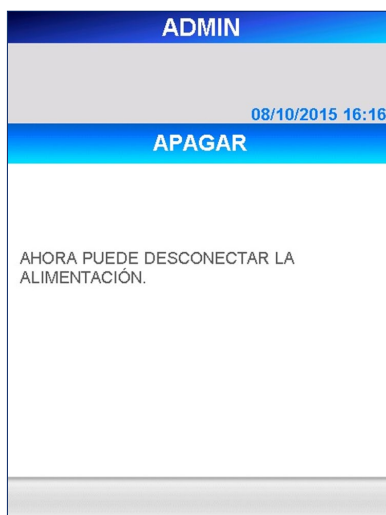 ADMIN
08/10/2015 16:16
APAGAR
AHORA PUEDE DESCONECTAR LA
ALIMENTACIÓN.